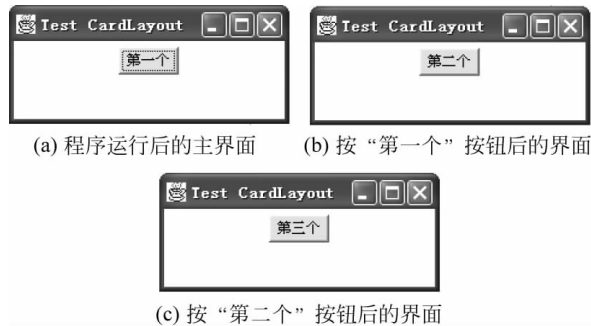 Test CardLayout
第一个
(a) 程序运行后的主界面
Test CardLayout
第二个
(b) 按“第一个”按钮后的界面
Test CardLayout
第三个
(c) 按“第二个”按钮后的界面